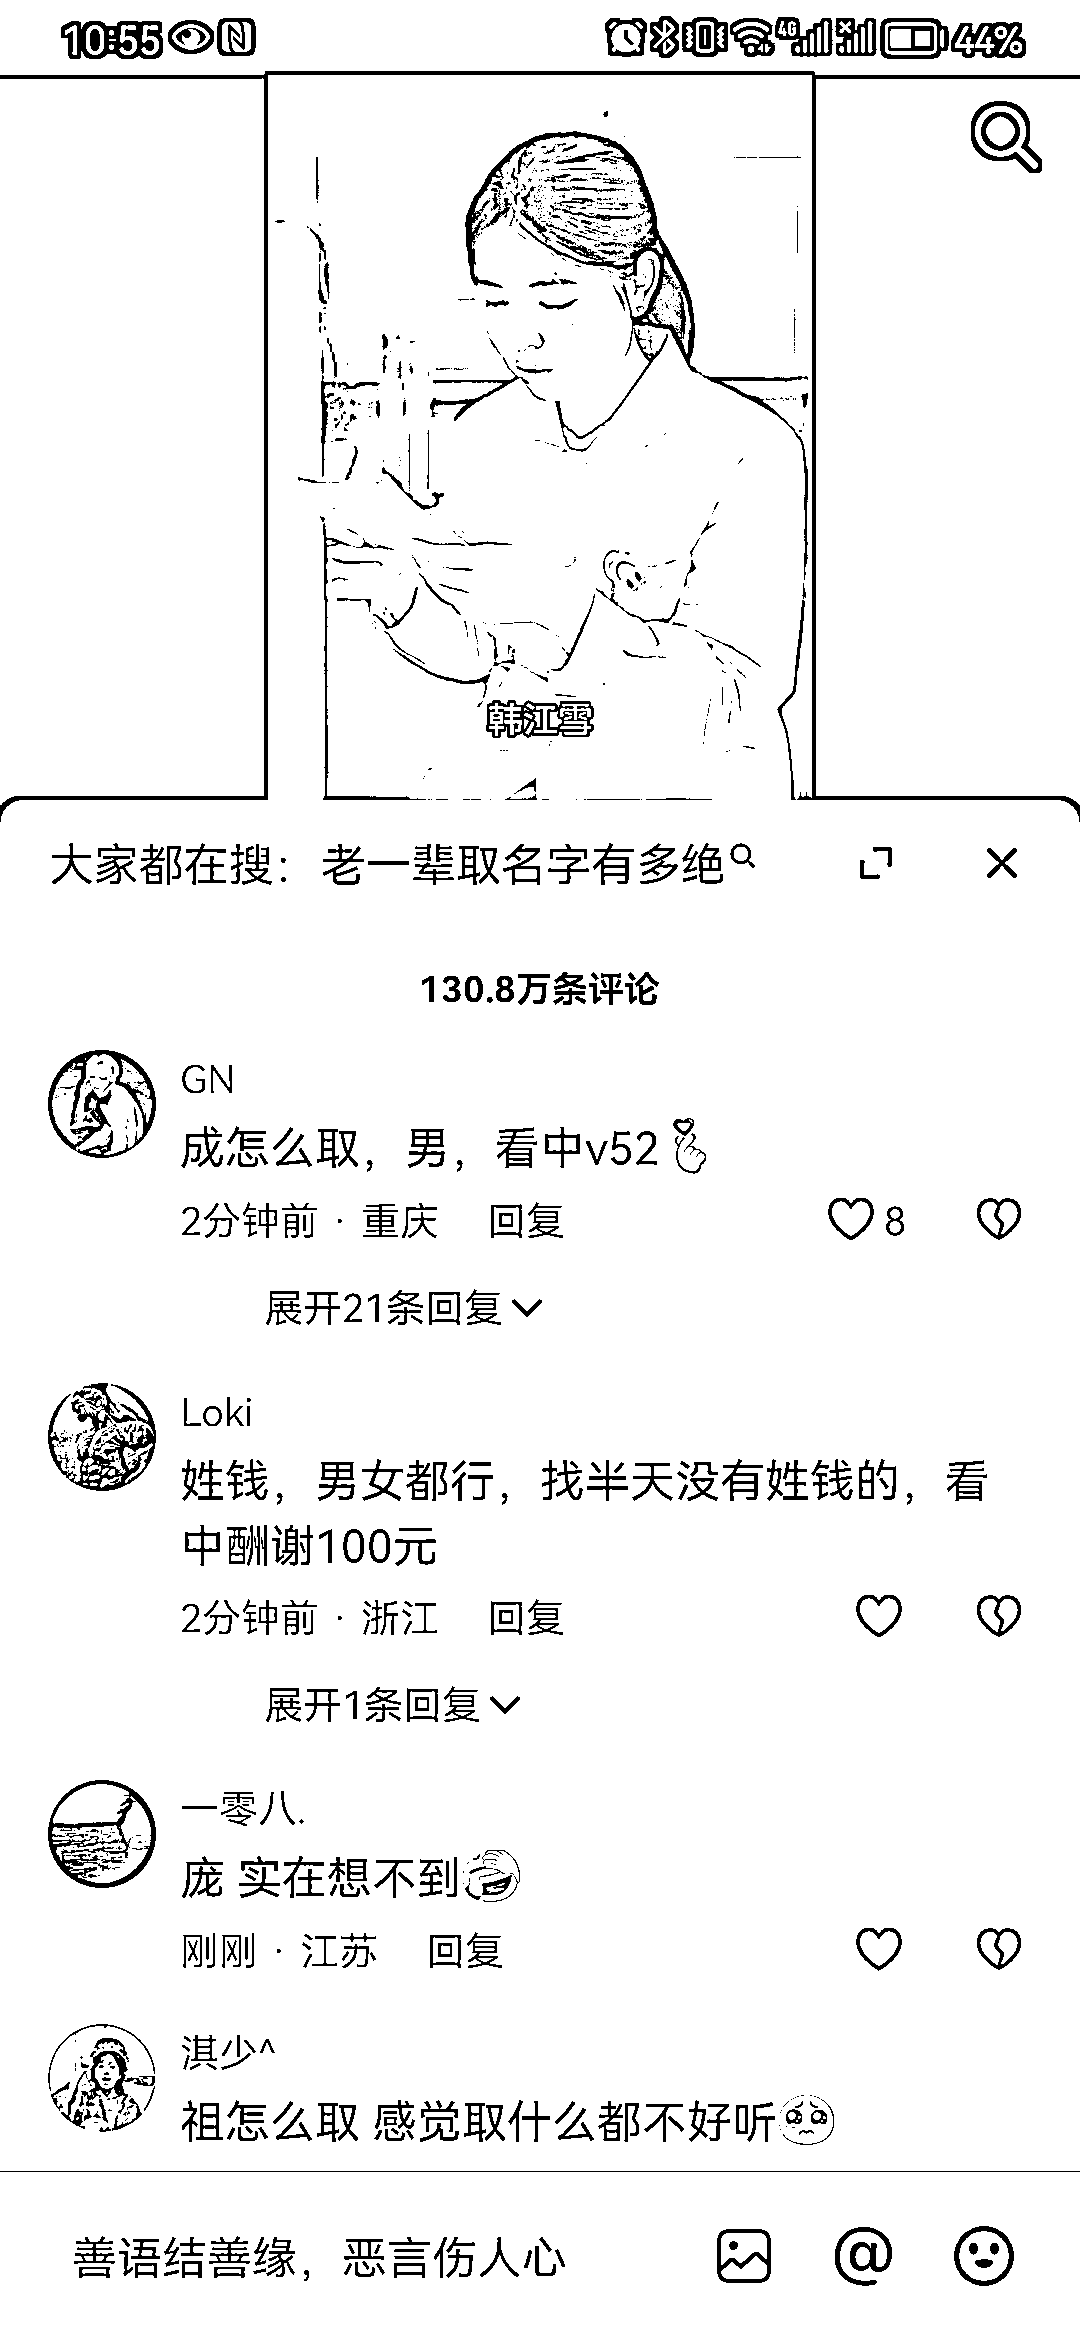 10:55 4G 44%
韩江雪
大家都在搜：老一辈取名字有多绝
130.8万条评论
GN
成怎么取，男，看中v52
2分钟前 · 重庆 回复 8
展开21条回复
Loki
姓钱，男女都行，找半天没有姓钱的，看
中酬谢100元
2分钟前 · 浙江 回复
展开1条回复
一零八.
庞 实在想不到
刚刚 · 江苏 回复
淇少^
祖怎么取 感觉取什么都不好听
善语结善缘，恶言伤人心